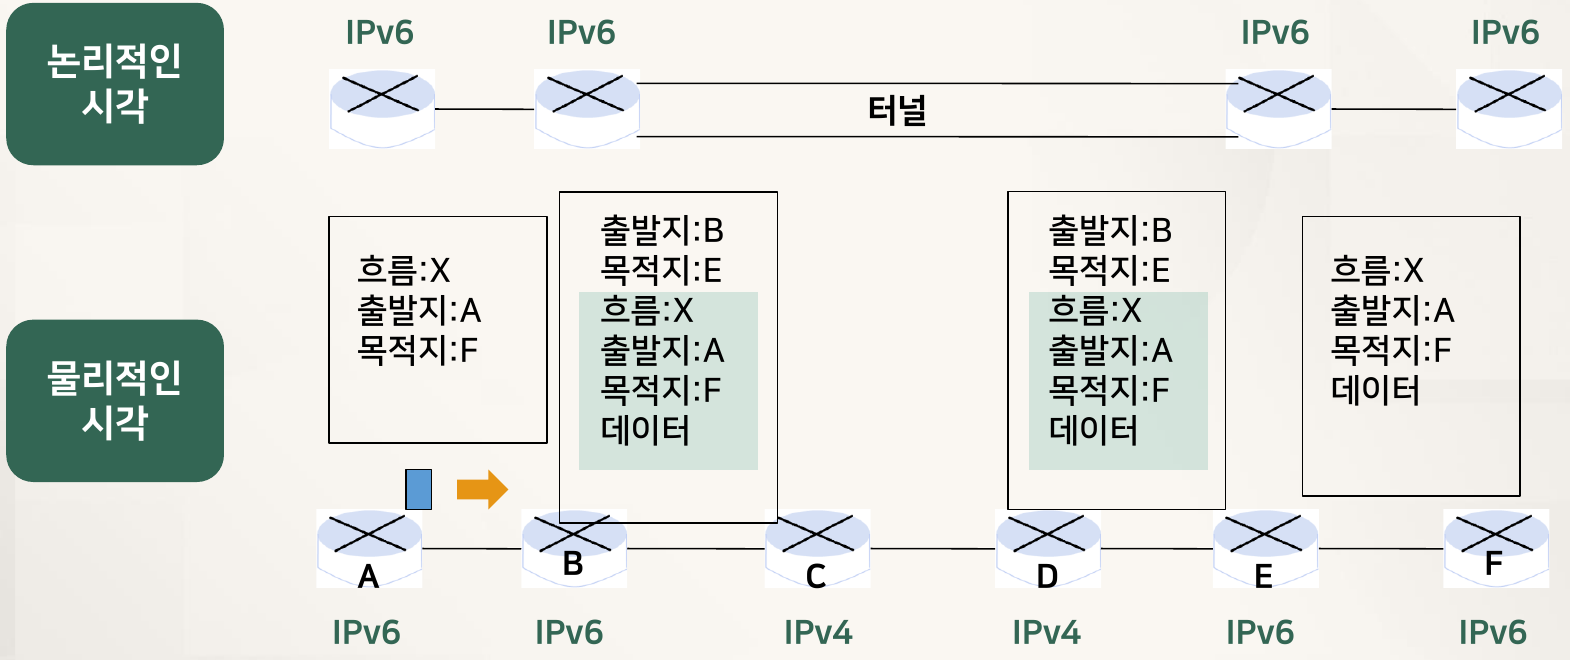 논리적인
시각
IPv6
IPv6
IPv6
IPv6
터널
물리적인
시각
흐름:X
출발지:A
목적지:F
출발지:B
목적지:E
흐름:X
출발지:A
목적지:F
데이터
출발지:B
목적지:E
흐름:X
출발지:A
목적지:F
데이터
흐름:X
출발지:A
목적지:F
데이터
A
B
C
D
E
F
IPv6
IPv6
IPv4
IPv4
IPv6
IPv6